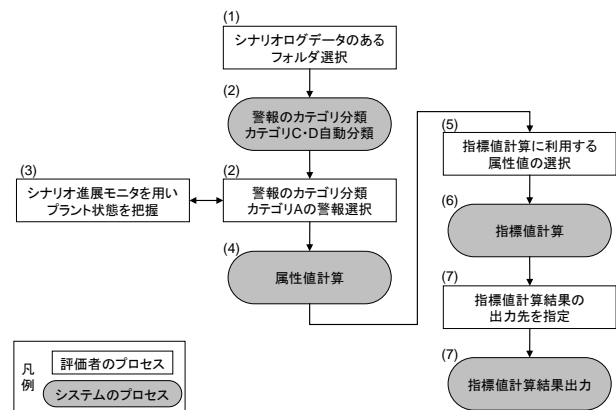 (1)
シナリオログデータのある
フォルダ選択
(2)
警報のカテゴリ分類
カテゴリC・D自動分類
(3)
シナリオ進展モニタを用い
プラント状態を把握
(2)
警報のカテゴリ分類
カテゴリAの警報選択
(4)
属性値計算
(5)
指標値計算に利用する
属性値の選択
(6)
指標値計算
(7)
指標値計算結果の
出力先を指定
(7)
指標値計算結果出力
凡
例
評価者のプロセス
システムのプロセス